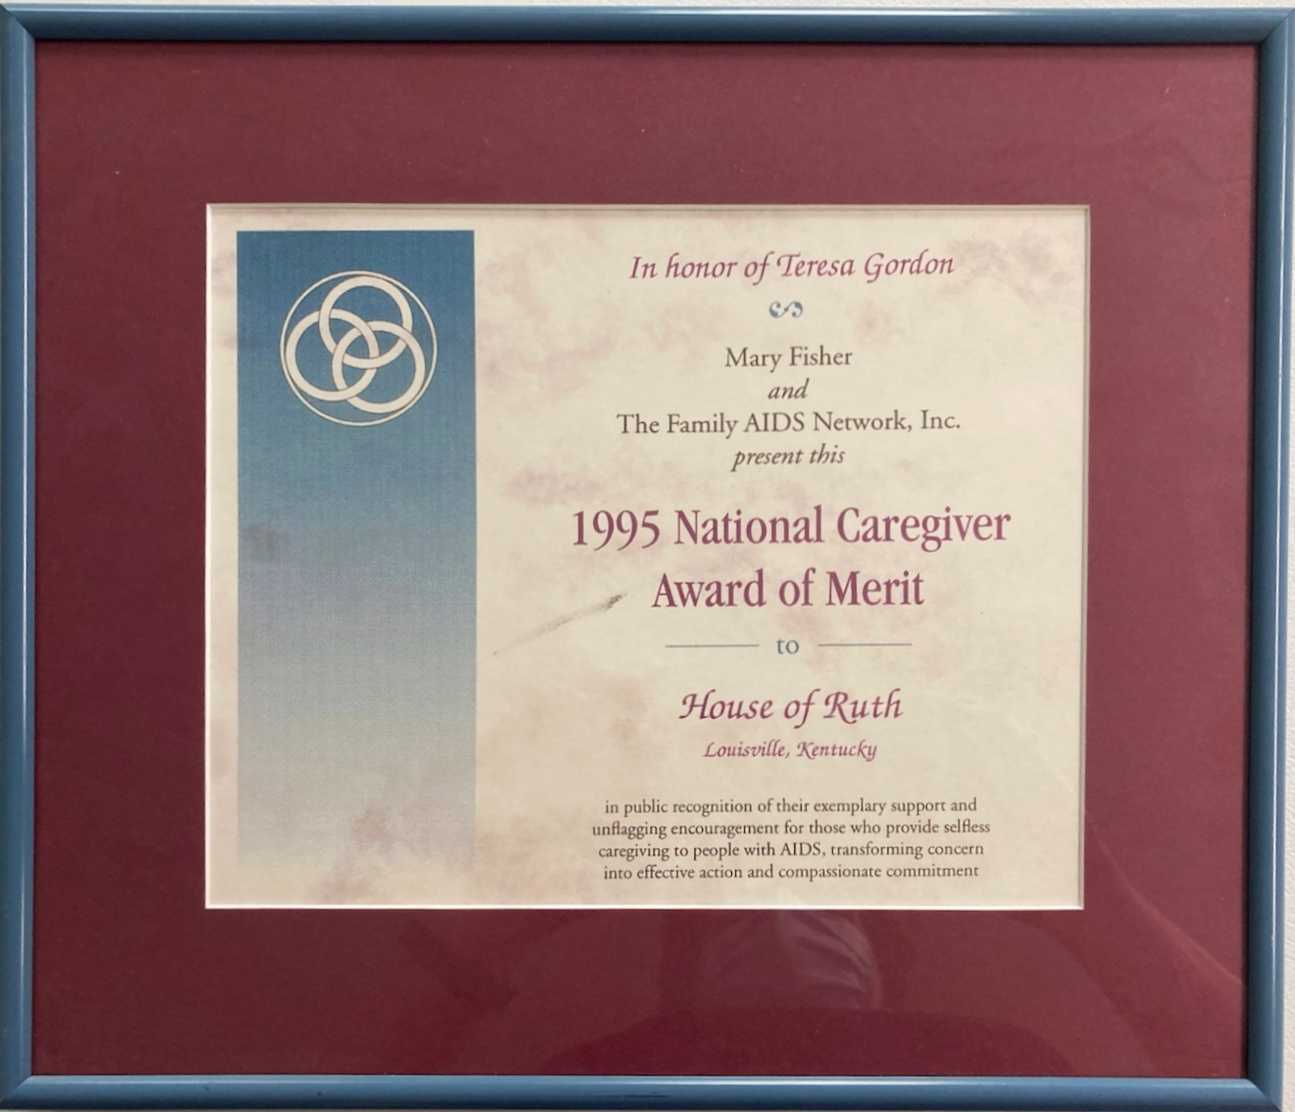 In honor of Teresa Gordon
Mary Fisher
and
The Family AIDS Network, Inc.
present this
1995 National Caregiver
Award of Merit
to
House of Ruth
Louisville, Kentucky
in public recognition of their exemplary support and
unflagging encouragement for those who provide selfless
caregiving to people with AIDS, transforming concern
into effective action and compassionate commitment